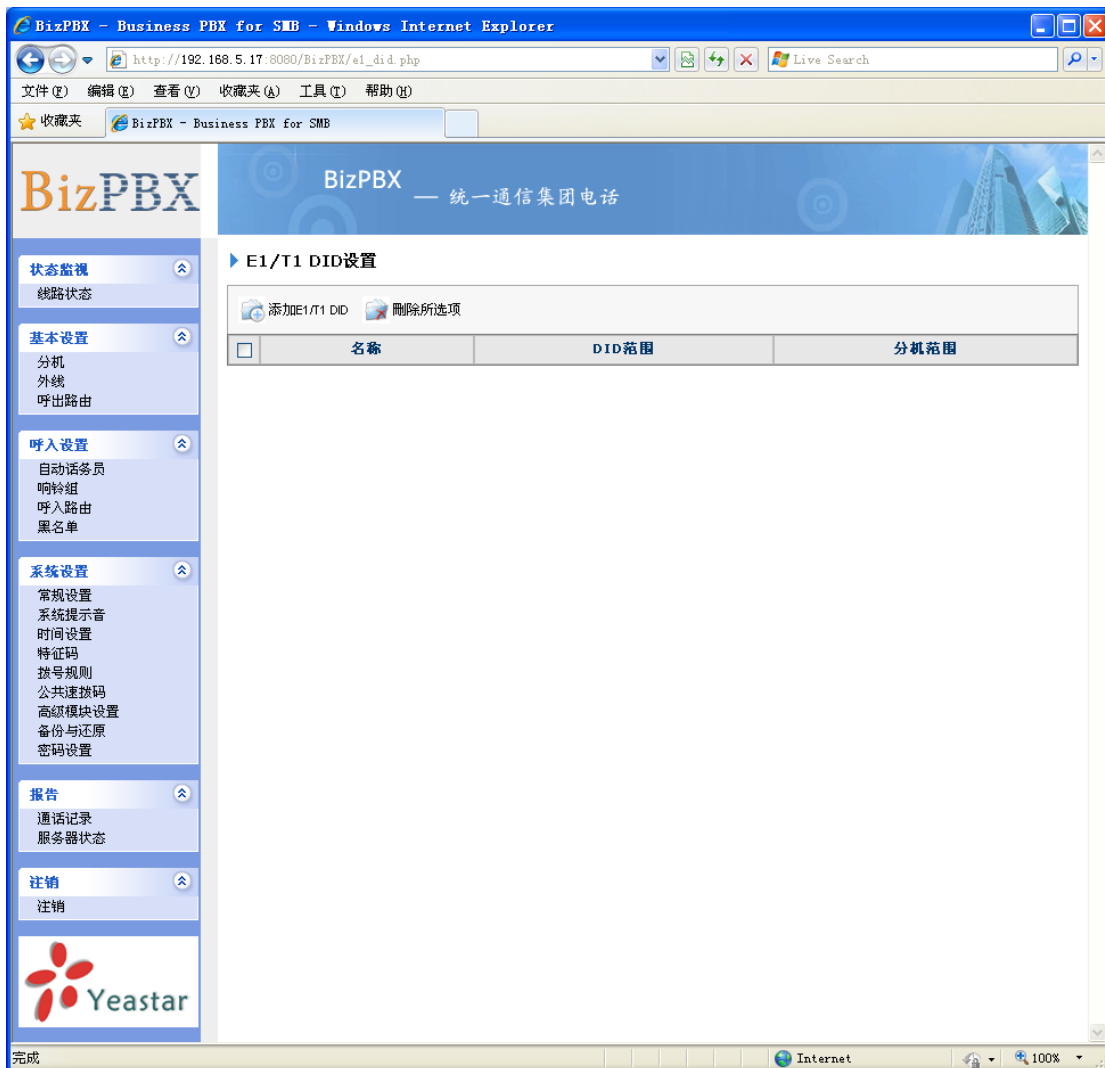 BizPBX - Business PBX for SMB - Windows Internet Explorer
http://192.168.5.17:8080/BizPBX/e1_did.php
Live Search
文件(F) 编辑(E) 查看(V) 收藏夹(A) 工具(T) 帮助(H)
收藏夹
BizPBX - Business PBX for SMB
BizPBX
BizPBX — 统一通信集团电话
状态监视
线路状态
基本设置
分机
外线
呼出路由
呼入设置
自动话务员
响铃组
呼入路由
黑名单
系统设置
常规设置
系统提示音
时间设置
特征码
拨号规则
公共速拨码
高级模块设置
备份与还原
密码设置
报告
通话记录
服务器状态
注销
注销
Yeastar
E1/T1 DID设置
添加E1/T1 DID 删除所选项
名称 DID范围 分机范围
完成
Internet
100%